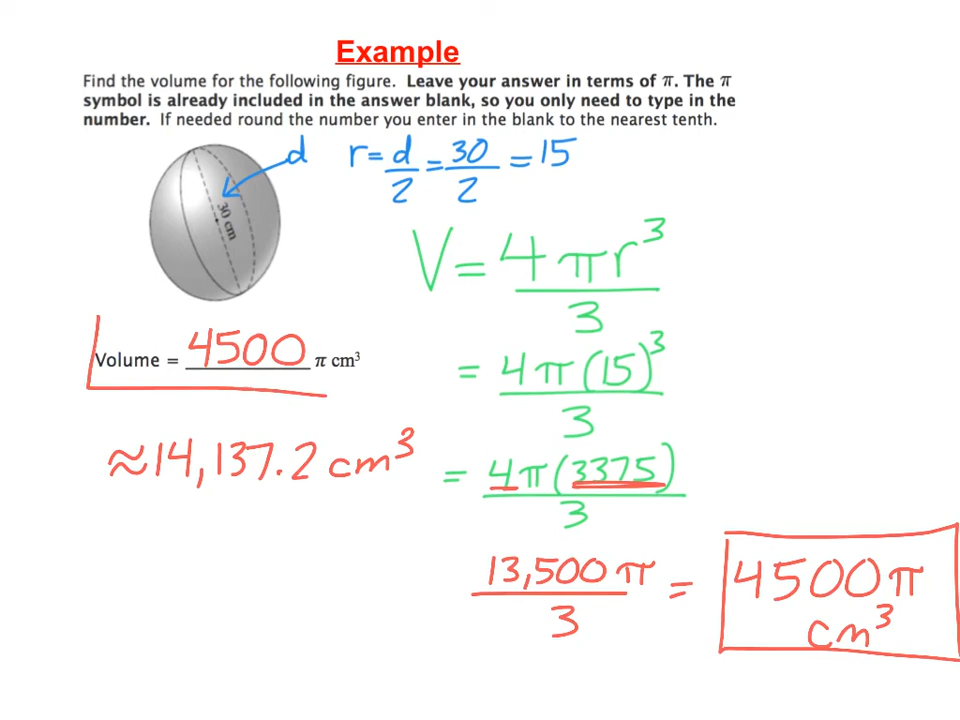 Example
Find the volume for the following figure. Leave your answer in terms of π. The π
symbol is already included in the answer blank, so you only need to type in the
number. If needed round the number you enter in the blank to the nearest tenth.
d r = d/2 = 30/2 = 15
30 cm
V = 4πr³/3
Volume = 4500 π cm³
= 4π(15)³/3
≈ 14,137.2 cm³
= 4π(3375)/3
13,500π/3 = 4500π
cm³